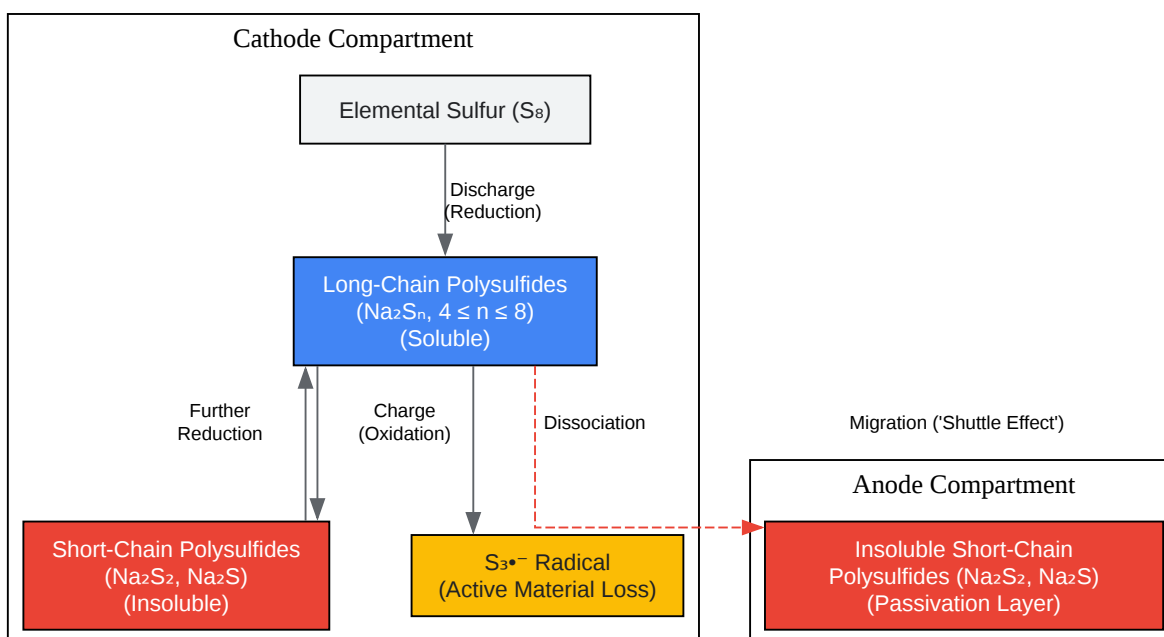 Cathode Compartment
Elemental Sulfur (S₈)
Discharge
(Reduction)
Long-Chain Polysulfides
(Na₂Sₙ, 4 ≤ n ≤ 8)
(Soluble)
Further
Reduction
Charge
(Oxidation)
Dissociation
Migration ('Shuttle Effect')
Anode Compartment
Short-Chain Polysulfides
(Na₂S₂, Na₂S)
(Insoluble)
S₃•⁻ Radical
(Active Material Loss)
Insoluble Short-Chain
Polysulfides (Na₂S₂, Na₂S)
(Passivation Layer)